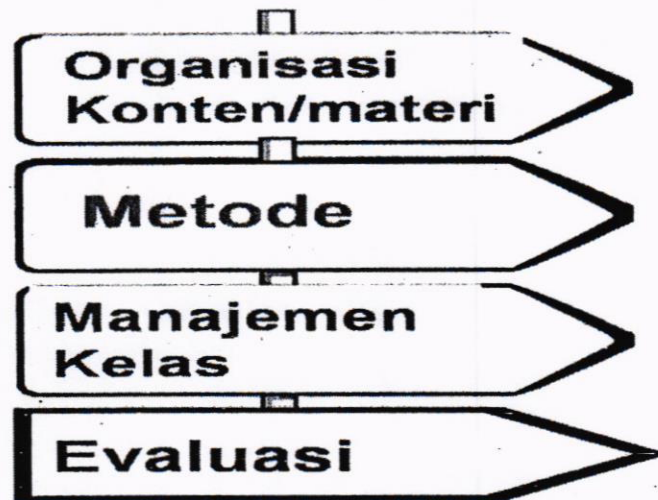 Organisasi
Konten/materi
Metode
Manajemen
Kelas
Evaluasi